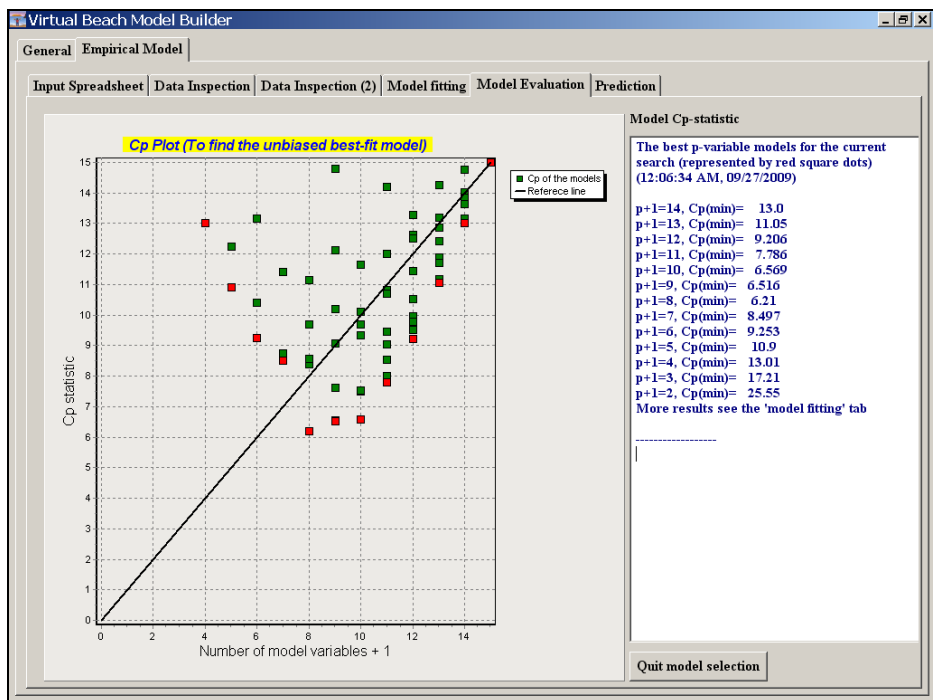 Virtual Beach Model Builder
General Empirical Model
Input Spreadsheet Data Inspection Data Inspection (2) Model fitting Model Evaluation Prediction
Cp Plot (To find the unbiased best-fit model)
Cp of the models
Referece line
15
14
13
12
11
10
9
8
7
6
5
4
3
2
1
0
Cp statistic
0 2 4 6 8 10 12 14
Number of model variables + 1
Model Cp-statistic
The best p-variable models for the current
search (represented by red square dots)
(12:06:34 AM, 09/27/2009)
p+1=14, Cp(min)= 13.0
p+1=13, Cp(min)= 11.05
p+1=12, Cp(min)= 9.206
p+1=11, Cp(min)= 7.786
p+1=10, Cp(min)= 6.569
p+1=9, Cp(min)= 6.516
p+1=8, Cp(min)= 6.21
p+1=7, Cp(min)= 8.497
p+1=6, Cp(min)= 9.253
p+1=5, Cp(min)= 10.9
p+1=4, Cp(min)= 13.01
p+1=3, Cp(min)= 17.21
p+1=2, Cp(min)= 25.55
More results see the 'model fitting' tab
------------------
Quit model selection